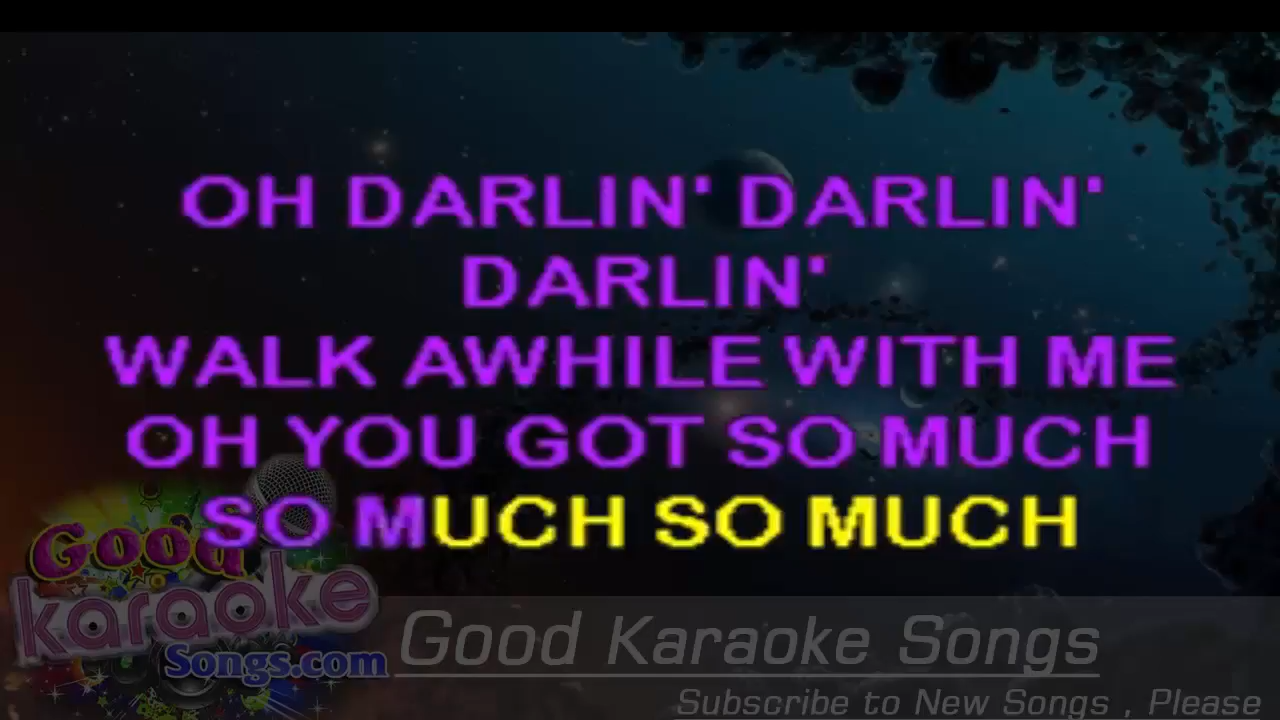 OH DARLIN' DARLIN'
DARLIN'
WALK AWHILE WITH ME
OH YOU GOT SO MUCH
SO MUCH SO MUCH
Good
karaoke
Songs.com
Good Karaoke Songs
Subscribe to New Songs , Please